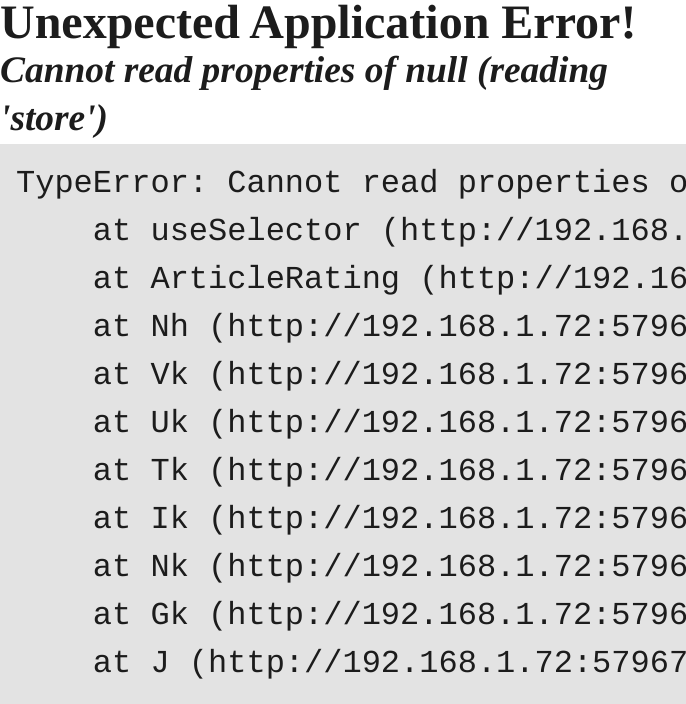 Unexpected Application Error!
Cannot read properties of null (reading
'store')
TypeError: Cannot read properties o
at useSelector (http://192.168.
at ArticleRating (http://192.16
at Nh (http://192.168.1.72:5796
at Vk (http://192.168.1.72:5796
at Uk (http://192.168.1.72:5796
at Tk (http://192.168.1.72:5796
at Ik (http://192.168.1.72:5796
at Nk (http://192.168.1.72:5796
at Gk (http://192.168.1.72:5796
at J (http://192.168.1.72:57967